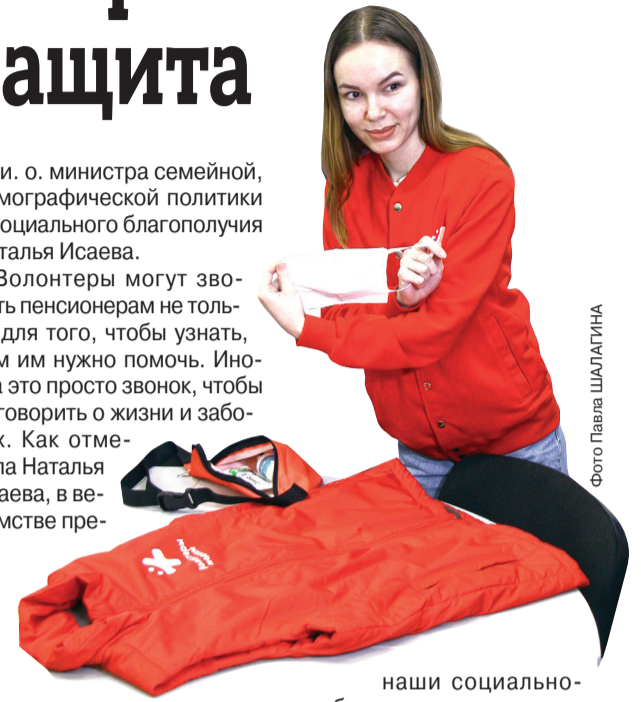 ащита
и. о. министра семейной,
мографической политики
оциального благополучия
талья Исаева.
Волонтеры могут зво-
ть пенсионерам не толь-
для того, чтобы узнать,
м им нужно помочь. Ино-
а это просто звонок, чтобы
говорить о жизни и забо-
х. Как отме-
ла Наталья
аева, в ве-
мстве пре-
Фото Павла ШАЛАГИНА
наши социально-